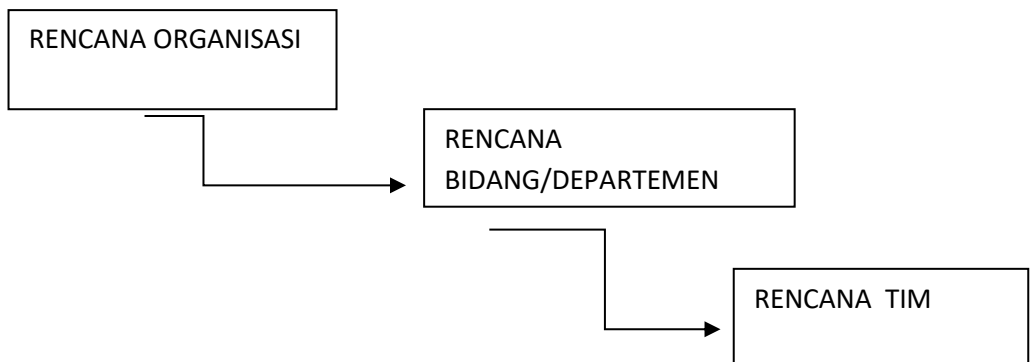 RENCANA ORGANISASI
RENCANA
BIDANG/DEPARTEMEN
RENCANA TIM